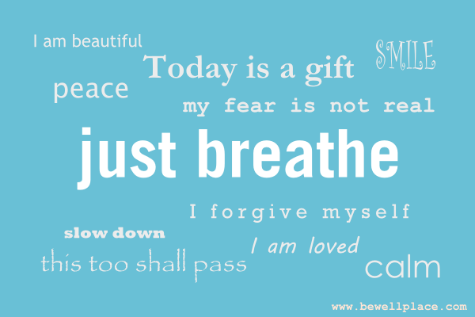 I am beautiful
SMILE
Today is a gift
peace
my fear is not real
just breathe
I forgive myself
slow down
I am loved
this too shall pass
calm
www.bewellplace.com